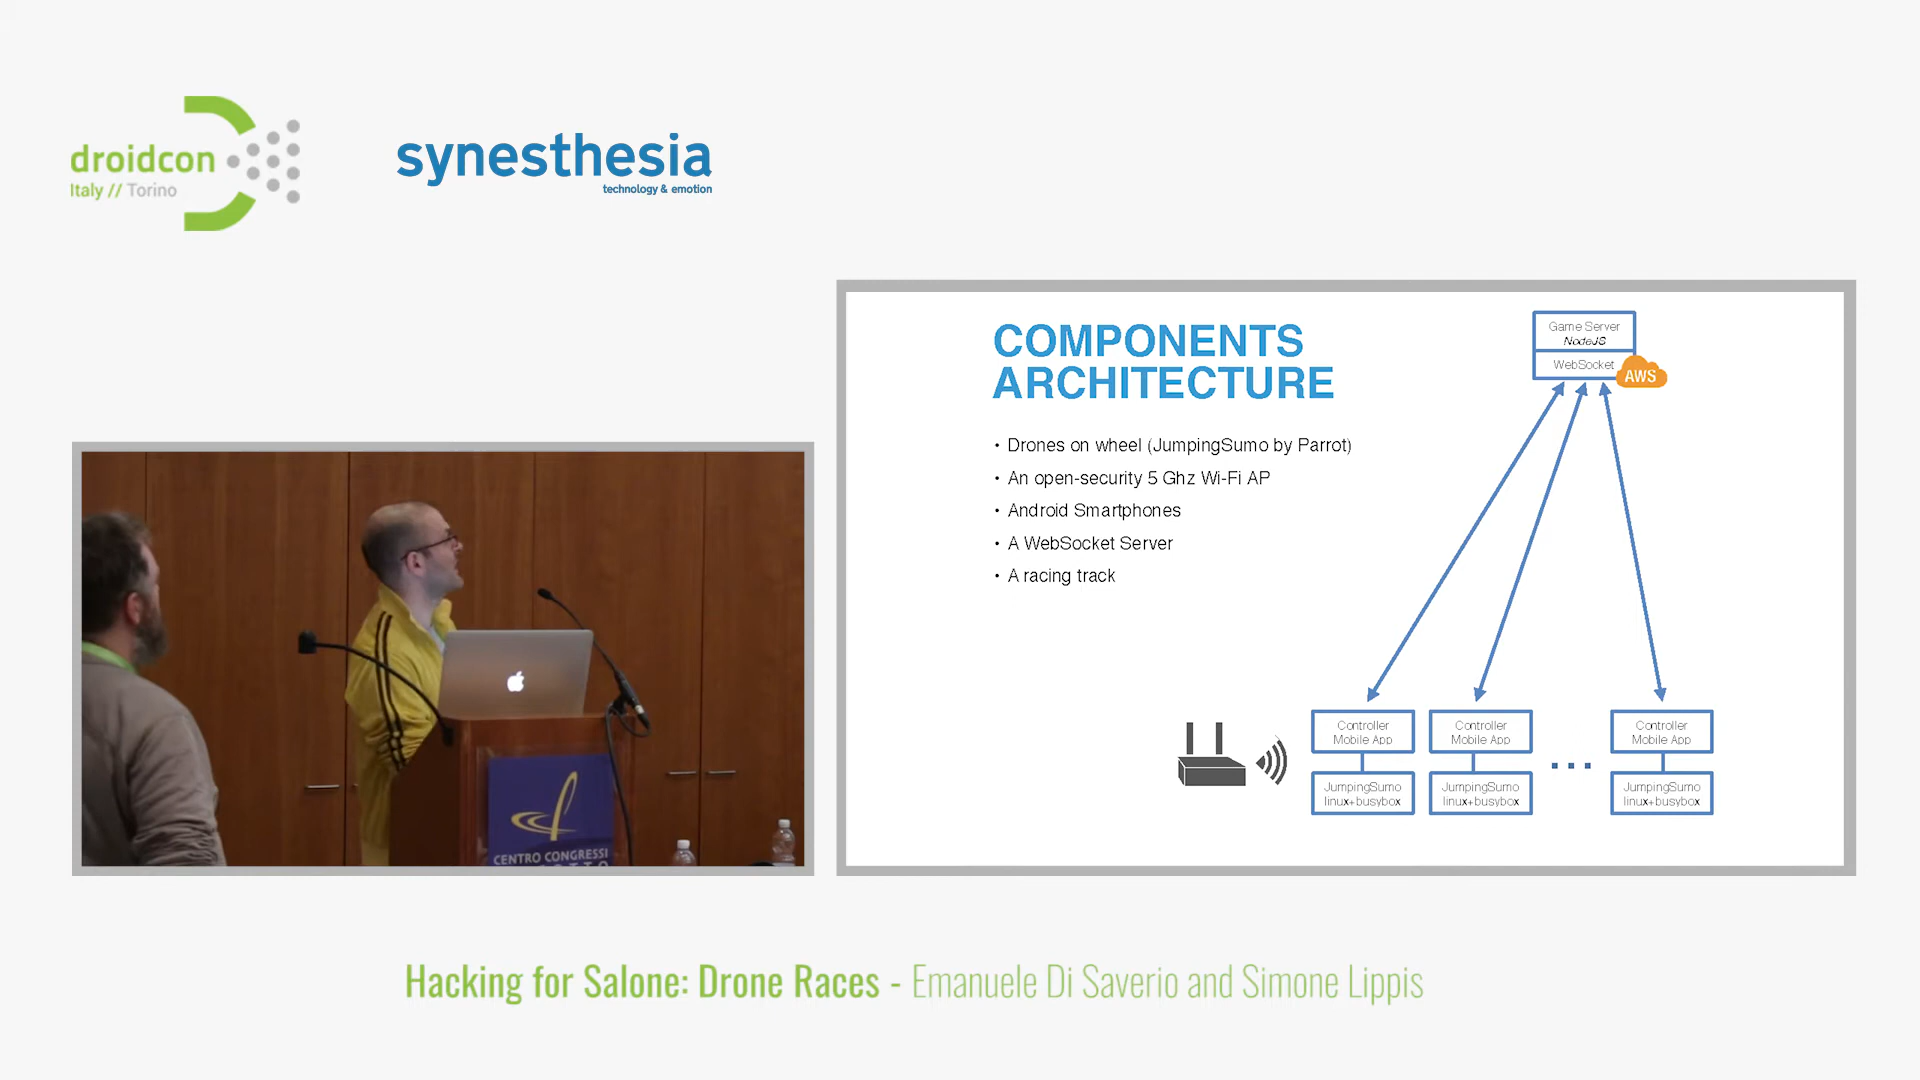 droidcon
Italy // Torino
synesthesia
technology & emotion
COMPONENTS
ARCHITECTURE
• Drones on wheel (JumpingSumo by Parrot)
• An open-security 5 Ghz Wi-Fi AP
• Android Smartphones
• A WebSocket Server
• A racing track
Game Server
NodeJS
WebSocket
AWS
Controller
Mobile App
JumpingSumo
linux+busybox
Controller
Mobile App
JumpingSumo
linux+busybox
...
Controller
Mobile App
JumpingSumo
linux+busybox
CENTRO CONGRESSI
Hacking for Salone: Drone Races - Emanuele Di Saverio and Simone Lippis